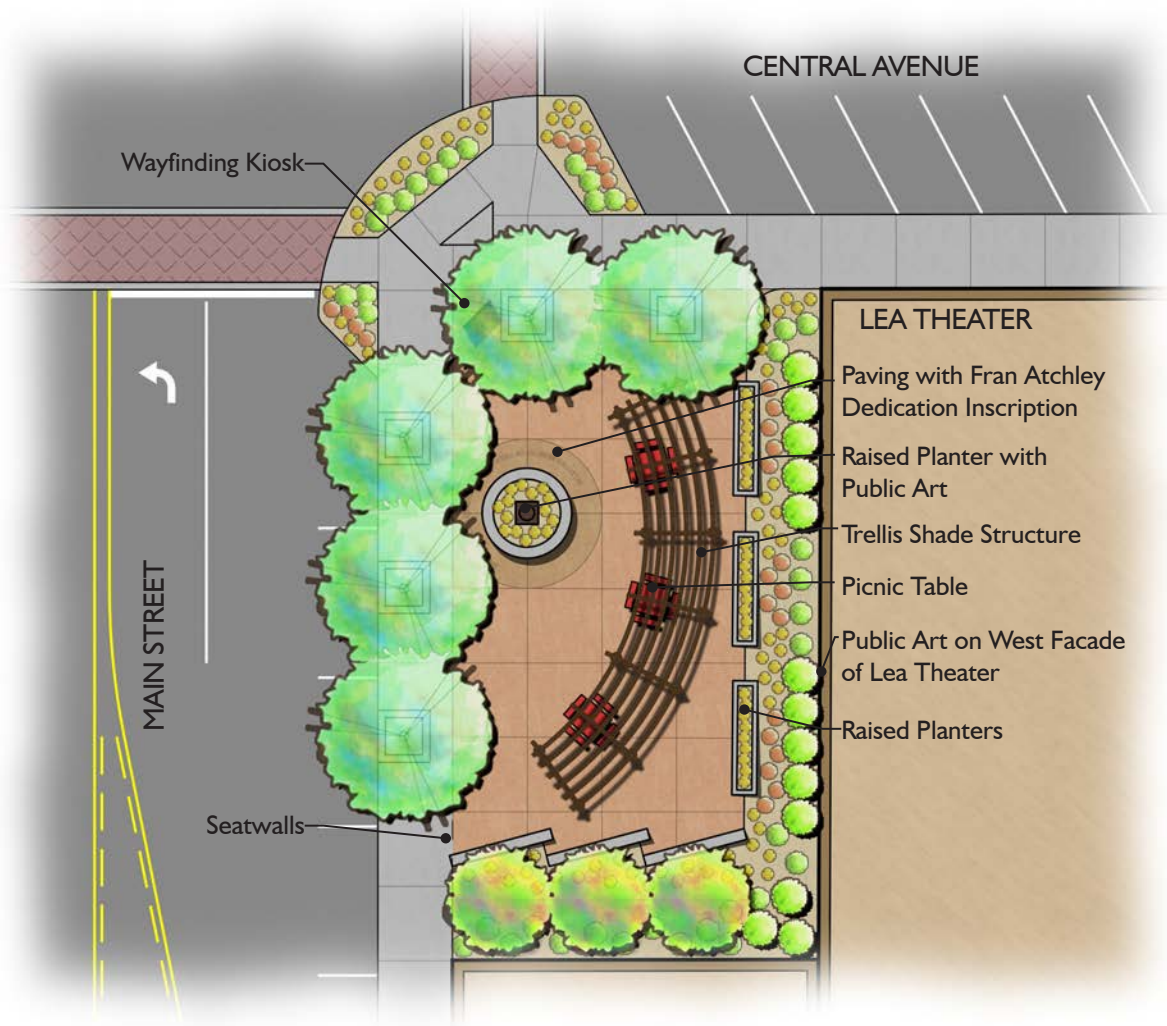 CENTRAL AVENUE
Wayfinding Kiosk
LEA THEATER
Paving with Fran Atchley
Dedication Inscription
Raised Planter with
Public Art
Trellis Shade Structure
Picnic Table
Public Art on West Facade
of Lea Theater
Raised Planters
MAIN STREET
Seatwalls